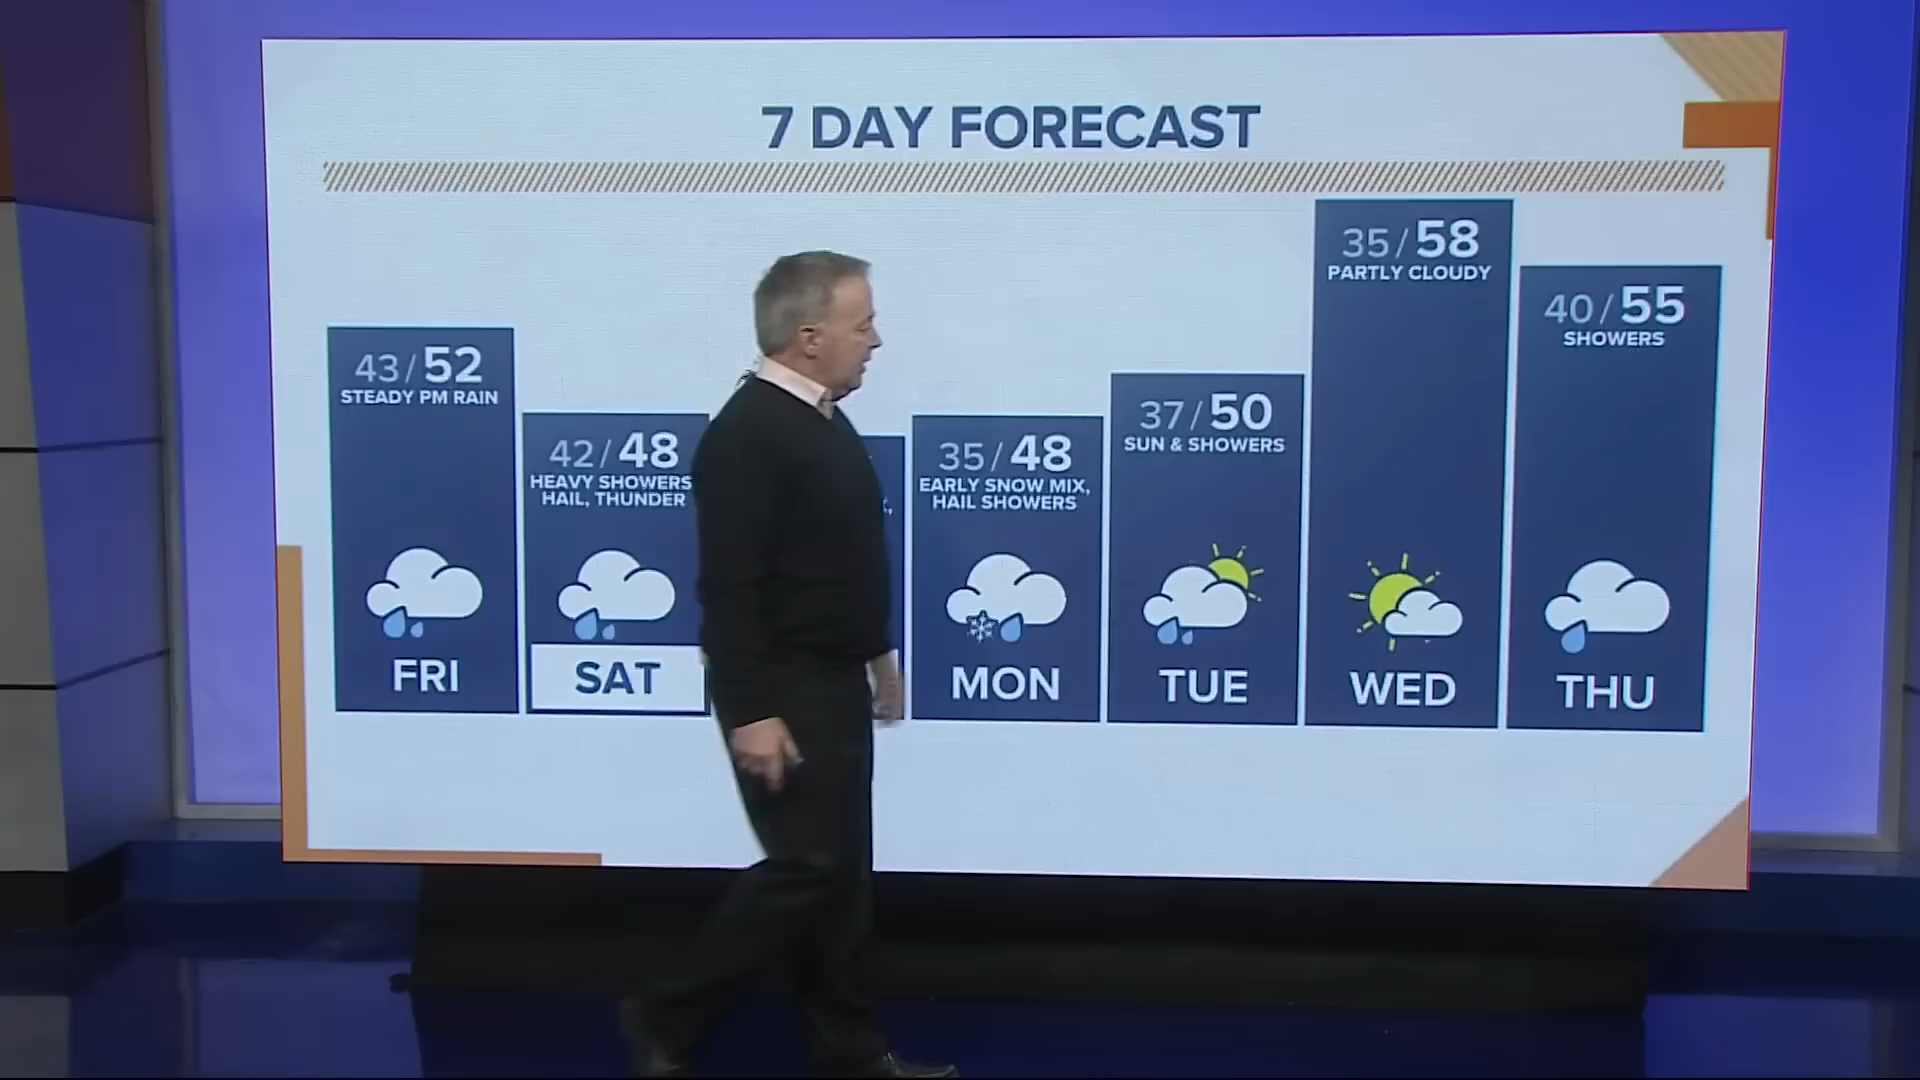 7 DAY FORECAST
43/52
STEADY PM RAIN
FRI
42/48
HEAVY SHOWERS
HAIL, THUNDER
SAT
35/48
EARLY SNOW MIX,
HAIL SHOWERS
MON
37/50
SUN & SHOWERS
TUE
35/58
PARTLY CLOUDY
WED
40/55
SHOWERS
THU